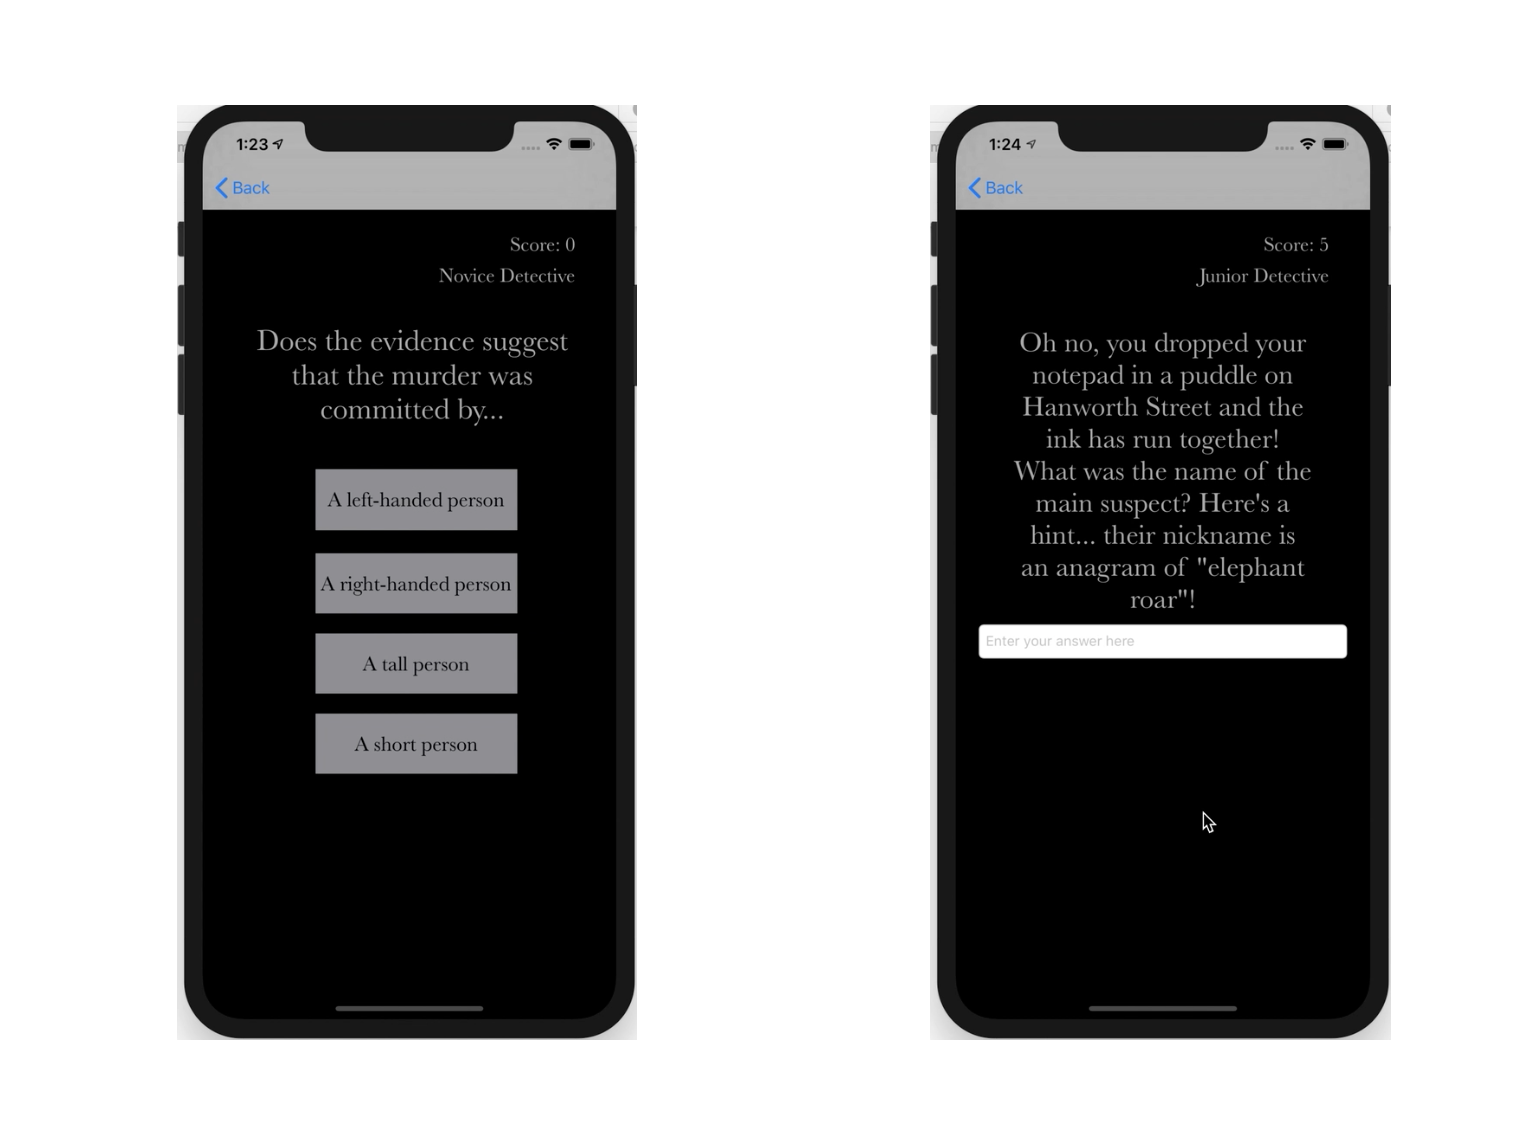 1:23
Back
Score: 0
Novice Detective
Does the evidence suggest
that the murder was
committed by...
A left-handed person
A right-handed person
A tall person
A short person
1:24
Back
Score: 5
Junior Detective
Oh no, you dropped your
notepad in a puddle on
Hanworth Street and the
ink has run together!
What was the name of the
main suspect? Here's a
hint... their nickname is
an anagram of "elephant
roar"!
Enter your answer here